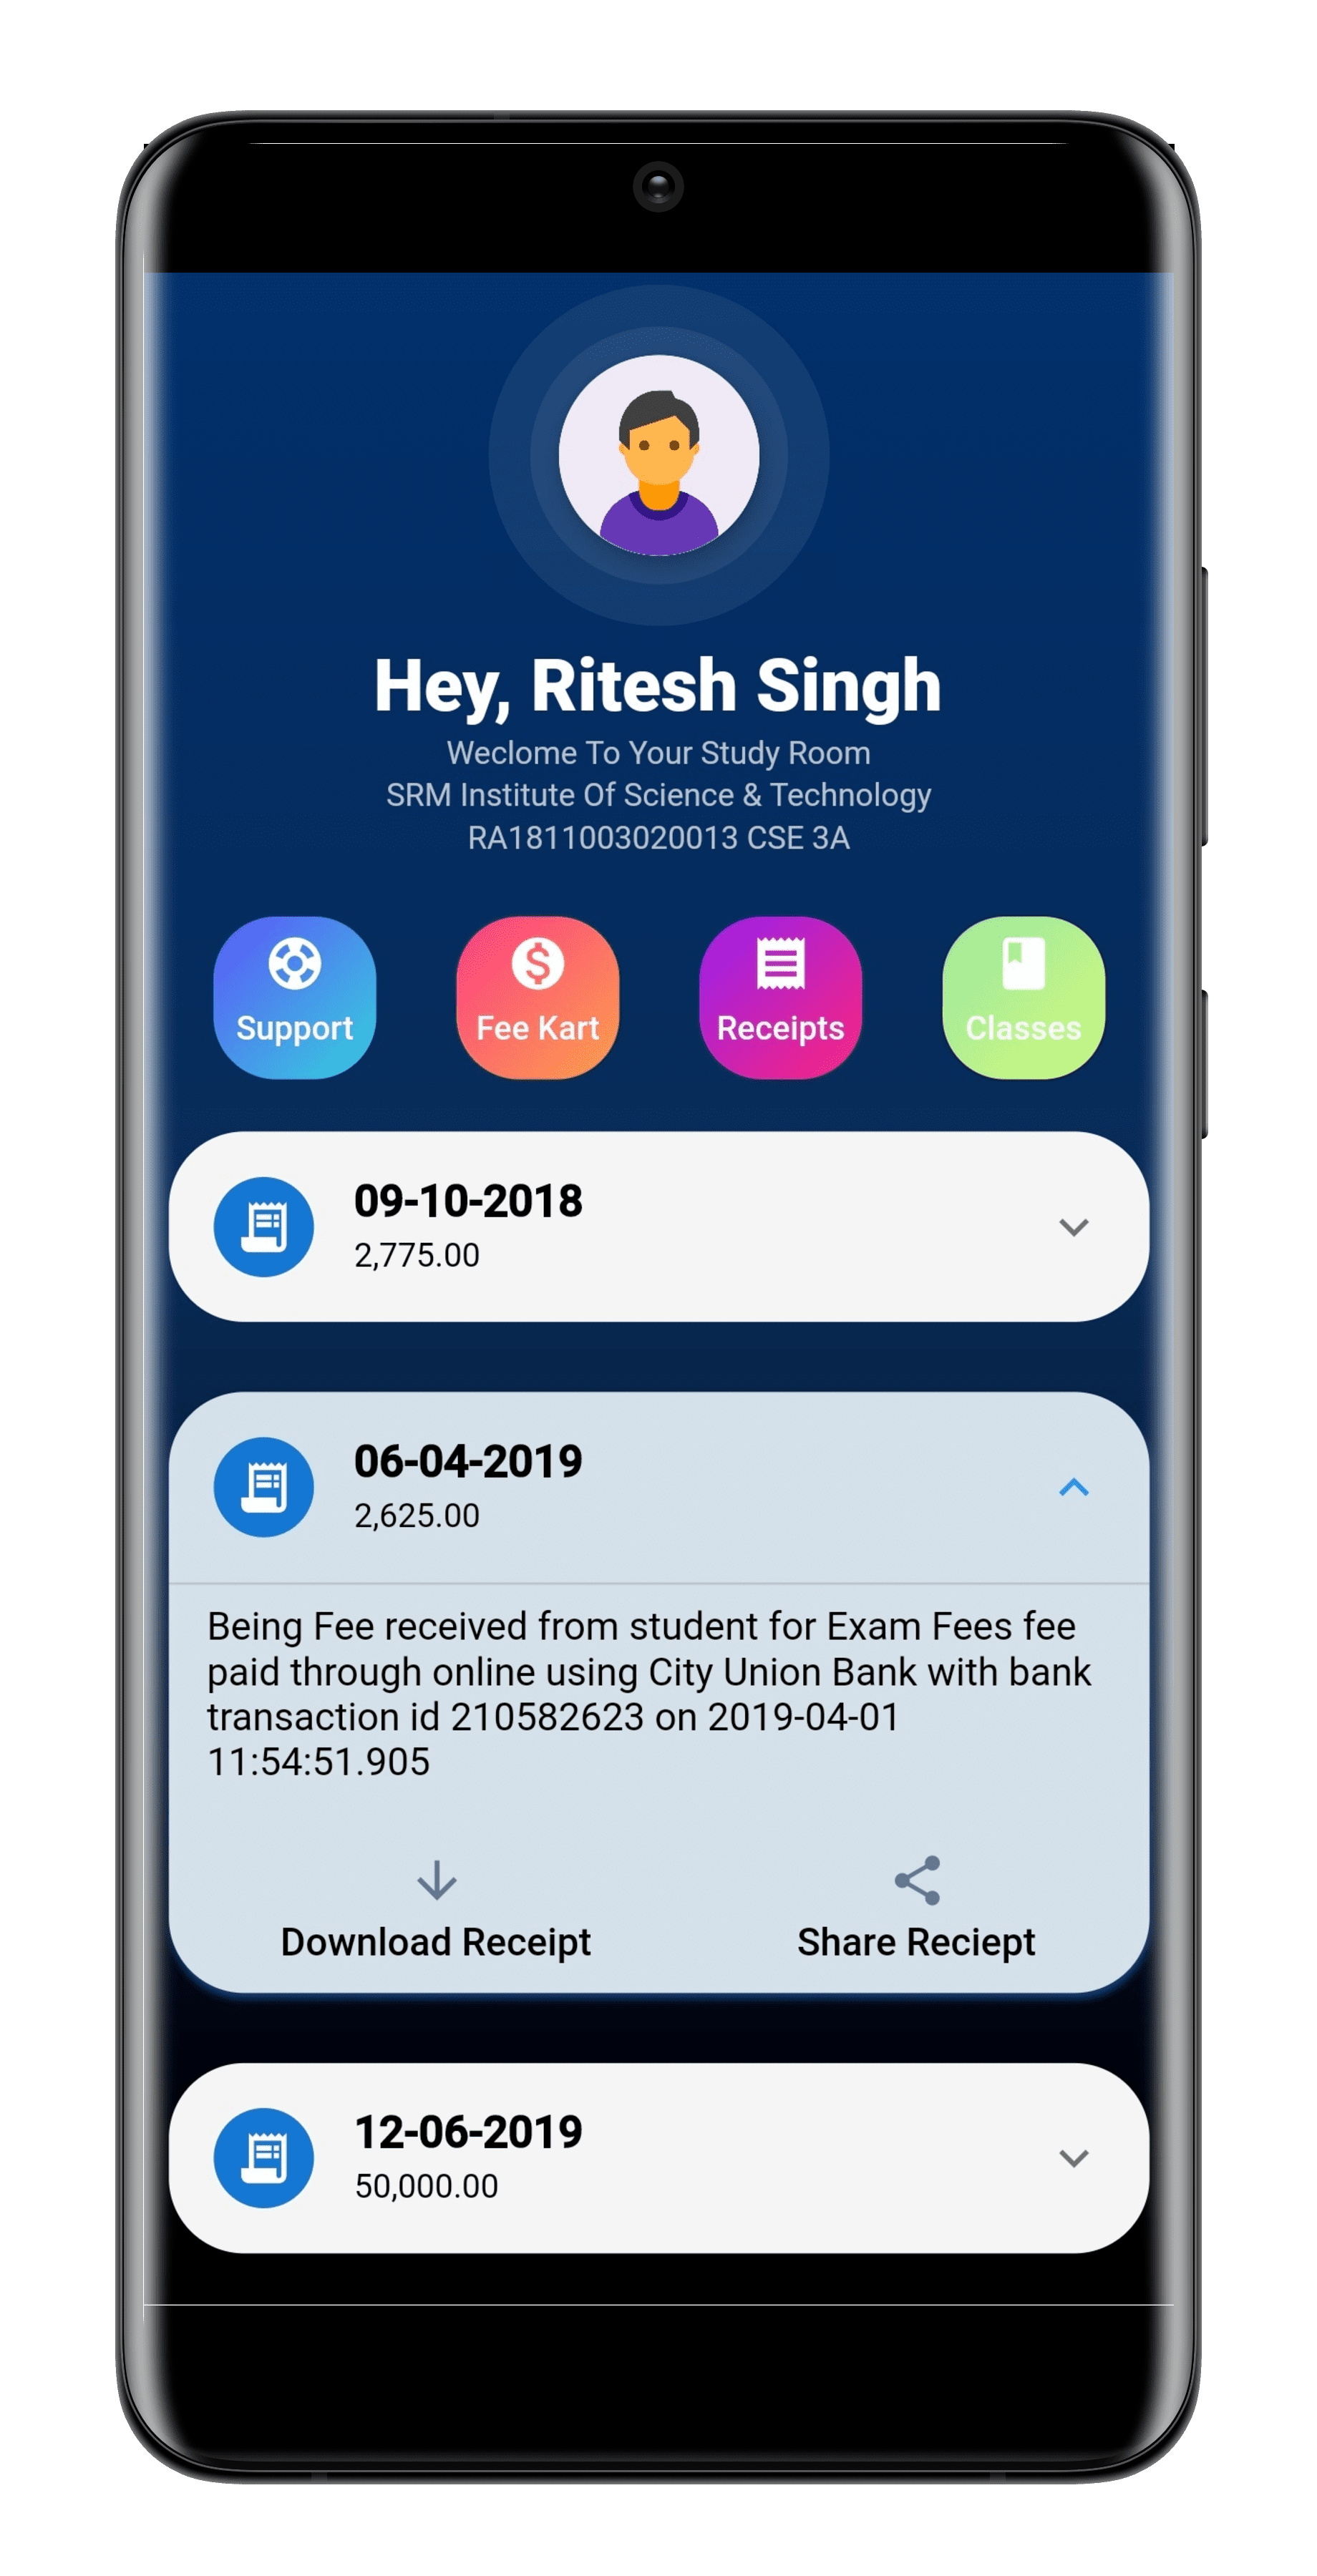 Hey, Ritesh Singh
Weclome To Your Study Room
SRM Institute Of Science & Technology
RA1811003020013 CSE 3A
Support
Fee Kart
Receipts
Classes
09-10-2018
2,775.00
06-04-2019
2,625.00
Being Fee received from student for Exam Fees fee
paid through online using City Union Bank with bank
transaction id 210582623 on 2019-04-01
11:54:51.905
Download Receipt
Share Reciept
12-06-2019
50,000.00